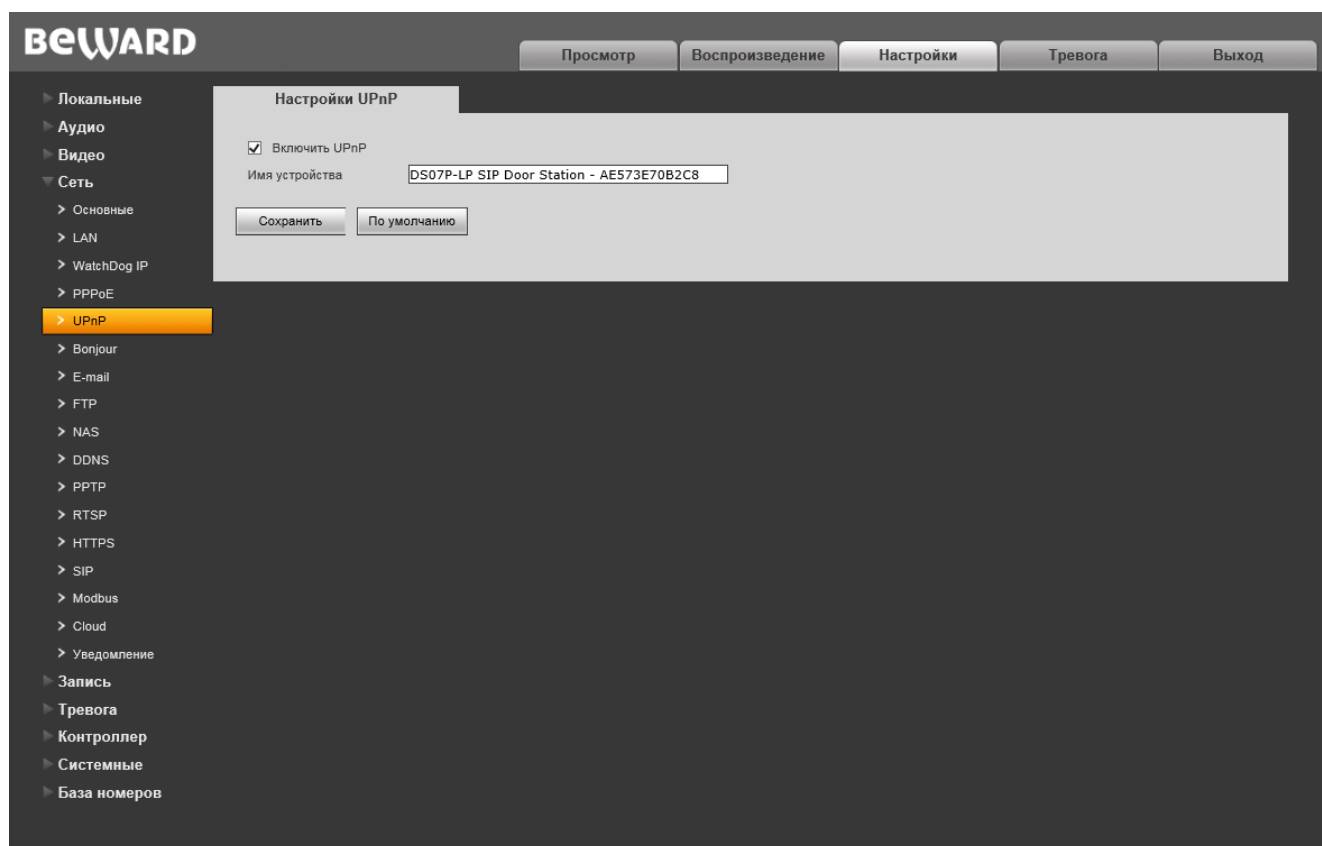 BEWARD
Просмотр Воспроизведение Настройки Тревога Выход
Локальные
Аудио
Видео
Сеть
Основные
LAN
WatchDog IP
PPPoE
UPnP
Bonjour
E-mail
FTP
NAS
DDNS
PPTP
RTSP
HTTPS
SIP
Modbus
Cloud
Уведомление
Запись
Тревога
Контроллер
Системные
База номеров
Настройки UPnP
Включить UPnP
Имя устройства DS07P-LP SIP Door Station - AE573E70B2C8
Сохранить По умолчанию